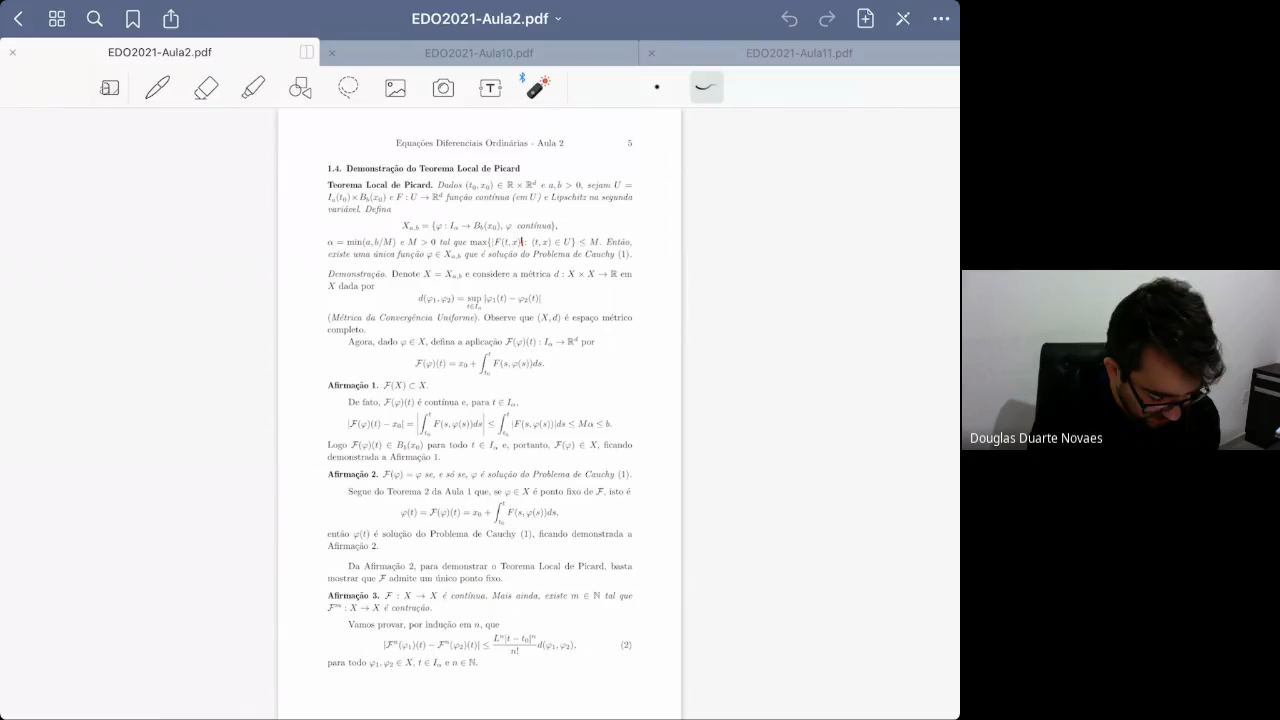 EDO2021-Aula2.pdf
EDO2021-Aula2.pdf
EDO2021-Aula10.pdf
EDO2021-Aula11.pdf
Equações Diferenciais Ordinárias - Aula 2 5
1.4. Demonstração do Teorema Local de Picard
Teorema Local de Picard. Dados (t₀, x₀) ∈ ℝ × ℝᵈ e a, b > 0, sejam U =
Iₐ(t₀)×B_b(x₀) e F : U → ℝᵈ função contínua (em U) e Lipschitz na segunda
variável. Defina
X_{a,b} = {φ : I_α → B_b(x₀), φ contínua},
α = min(a, b/M) e M > 0 tal que max{|F(t, x)| : (t, x) ∈ U} ≤ M. Então,
existe uma única função φ ∈ X_{a,b} que é solução do Problema de Cauchy (1).
Demonstração. Denote X = X_{a,b} e considere a métrica d : X × X → ℝ em
X dada por
d(φ₁, φ₂) = sup_{t∈I_α} |φ₁(t) − φ₂(t)|
(Métrica da Convergência Uniforme). Observe que (X, d) é espaço métrico
completo.
Agora, dado φ ∈ X, defina a aplicação ℱ(φ)(t) : I_α → ℝᵈ por
ℱ(φ)(t) = x₀ + ∫_{t₀}^{t} F(s, φ(s))ds.
Afirmação 1. ℱ(X) ⊂ X.
De fato, ℱ(φ)(t) é contínua e, para t ∈ I_α,
|ℱ(φ)(t) − x₀| = |∫_{t₀}^{t} F(s, φ(s))ds| ≤ ∫_{t₀}^{t} |F(s, φ(s))|ds ≤ Mα ≤ b.
Logo ℱ(φ)(t) ∈ B_b(x₀) para todo t ∈ I_α e, portanto, ℱ(φ) ∈ X, ficando
demonstrada a Afirmação 1.
Afirmação 2. ℱ(φ) = φ se, e só se, φ é solução do Problema de Cauchy (1).
Segue do Teorema 2 da Aula 1 que, se φ ∈ X é ponto fixo de ℱ, isto é
φ(t) = ℱ(φ)(t) = x₀ + ∫_{t₀}^{t} F(s, φ(s))ds,
então φ(t) é solução do Problema de Cauchy (1), ficando demonstrada a
Afirmação 2.
Da Afirmação 2, para demonstrar o Teorema Local de Picard, basta
mostrar que ℱ admite um único ponto fixo.
Afirmação 3. ℱ : X → X é contínua. Mais ainda, existe m ∈ ℕ tal que
ℱᵐ : X → X é contração.
Vamos provar, por indução em n, que
|ℱⁿ(φ₁)(t) − ℱⁿ(φ₂)(t)| ≤ Lⁿ|t − t₀|ⁿ/n! d(φ₁, φ₂), (2)
para todo φ₁, φ₂ ∈ X, t ∈ I_α e n ∈ ℕ.
Douglas Duarte Novaes